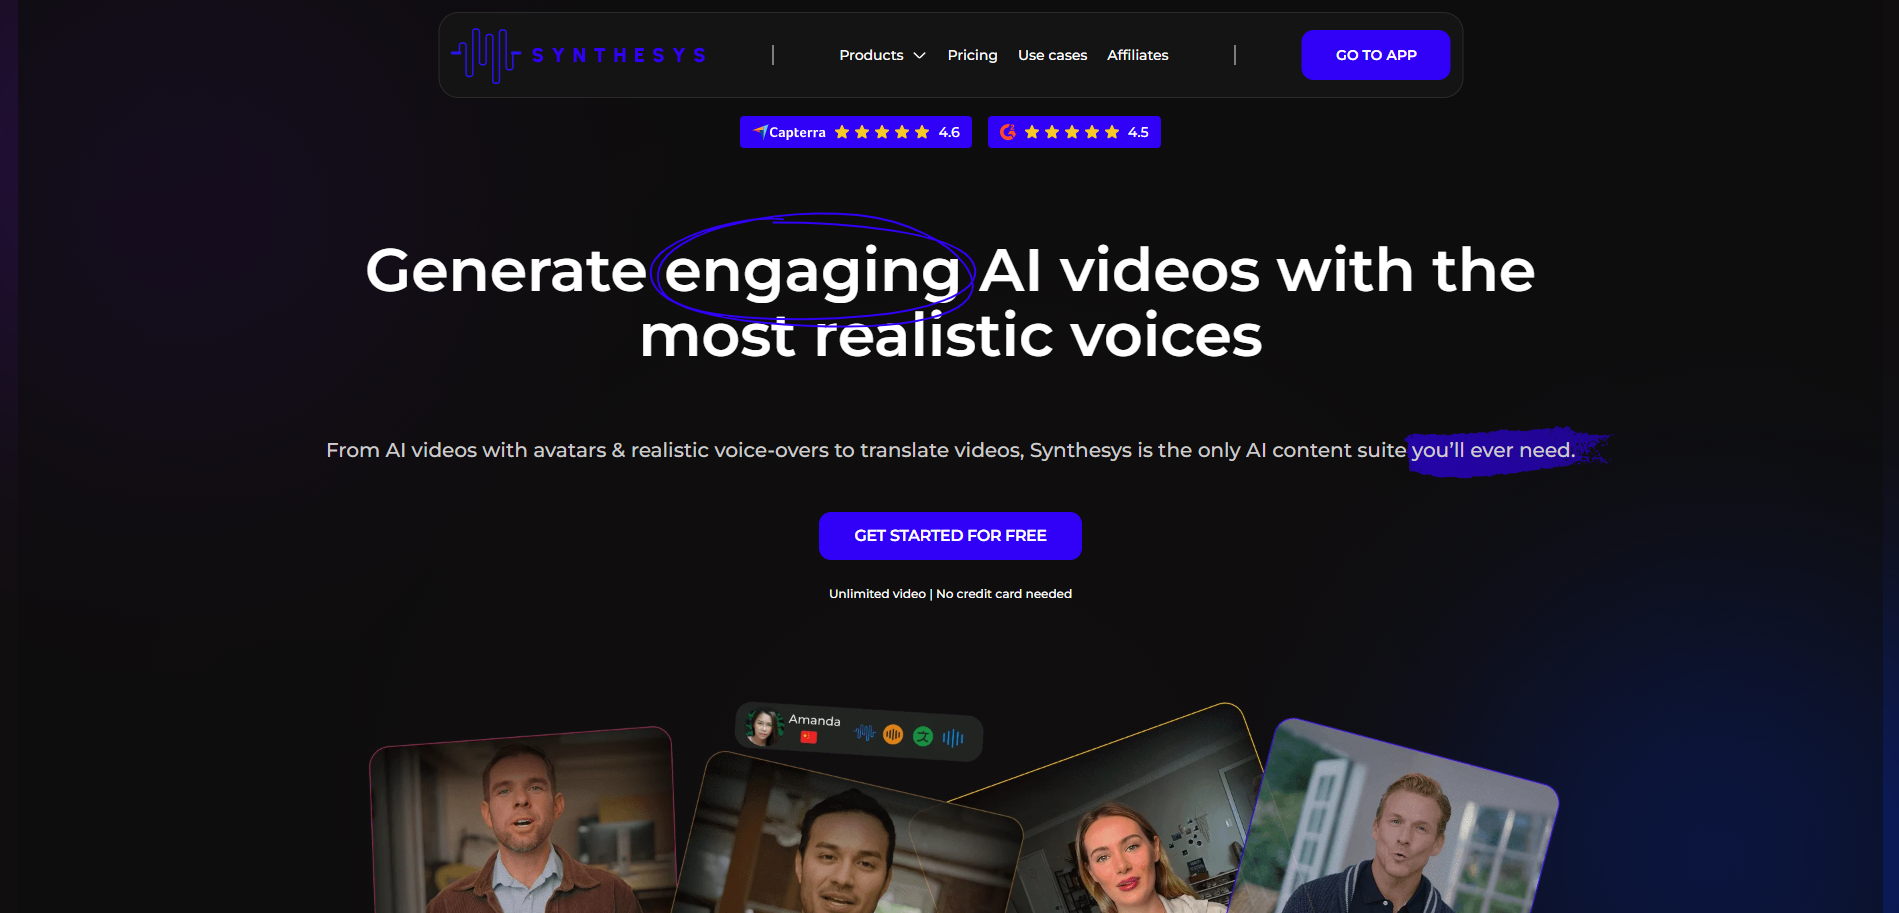 SYNTHESYS
Products
Pricing
Use cases
Affiliates
GO TO APP
Capterra 4.6
4.5
Generate engaging AI videos with the
most realistic voices
From AI videos with avatars & realistic voice-overs to translate videos, Synthesys is the only AI content suite you'll ever need.
GET STARTED FOR FREE
Unlimited video | No credit card needed
Amanda